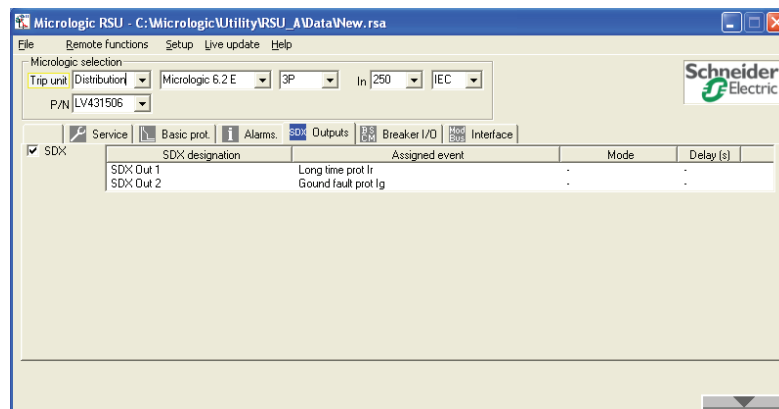 Micrologic RSU - C:\Micrologic\Utility\RSU_A\Data\New.rsa
File Remote functions Setup Live update Help
Micrologic selection
Trip unit Distribution Micrologic 6.2 E 3P In 250 IEC
P/N LV431506
Schneider
Electric
Service Basic prot. Alarms. SDX Outputs BSCM Breaker I/O Mod Bus Interface
SDX
SDX designation Assigned event Mode Delay (s)
SDX Out 1 Long time prot Ir - -
SDX Out 2 Gound fault prot Ig - -